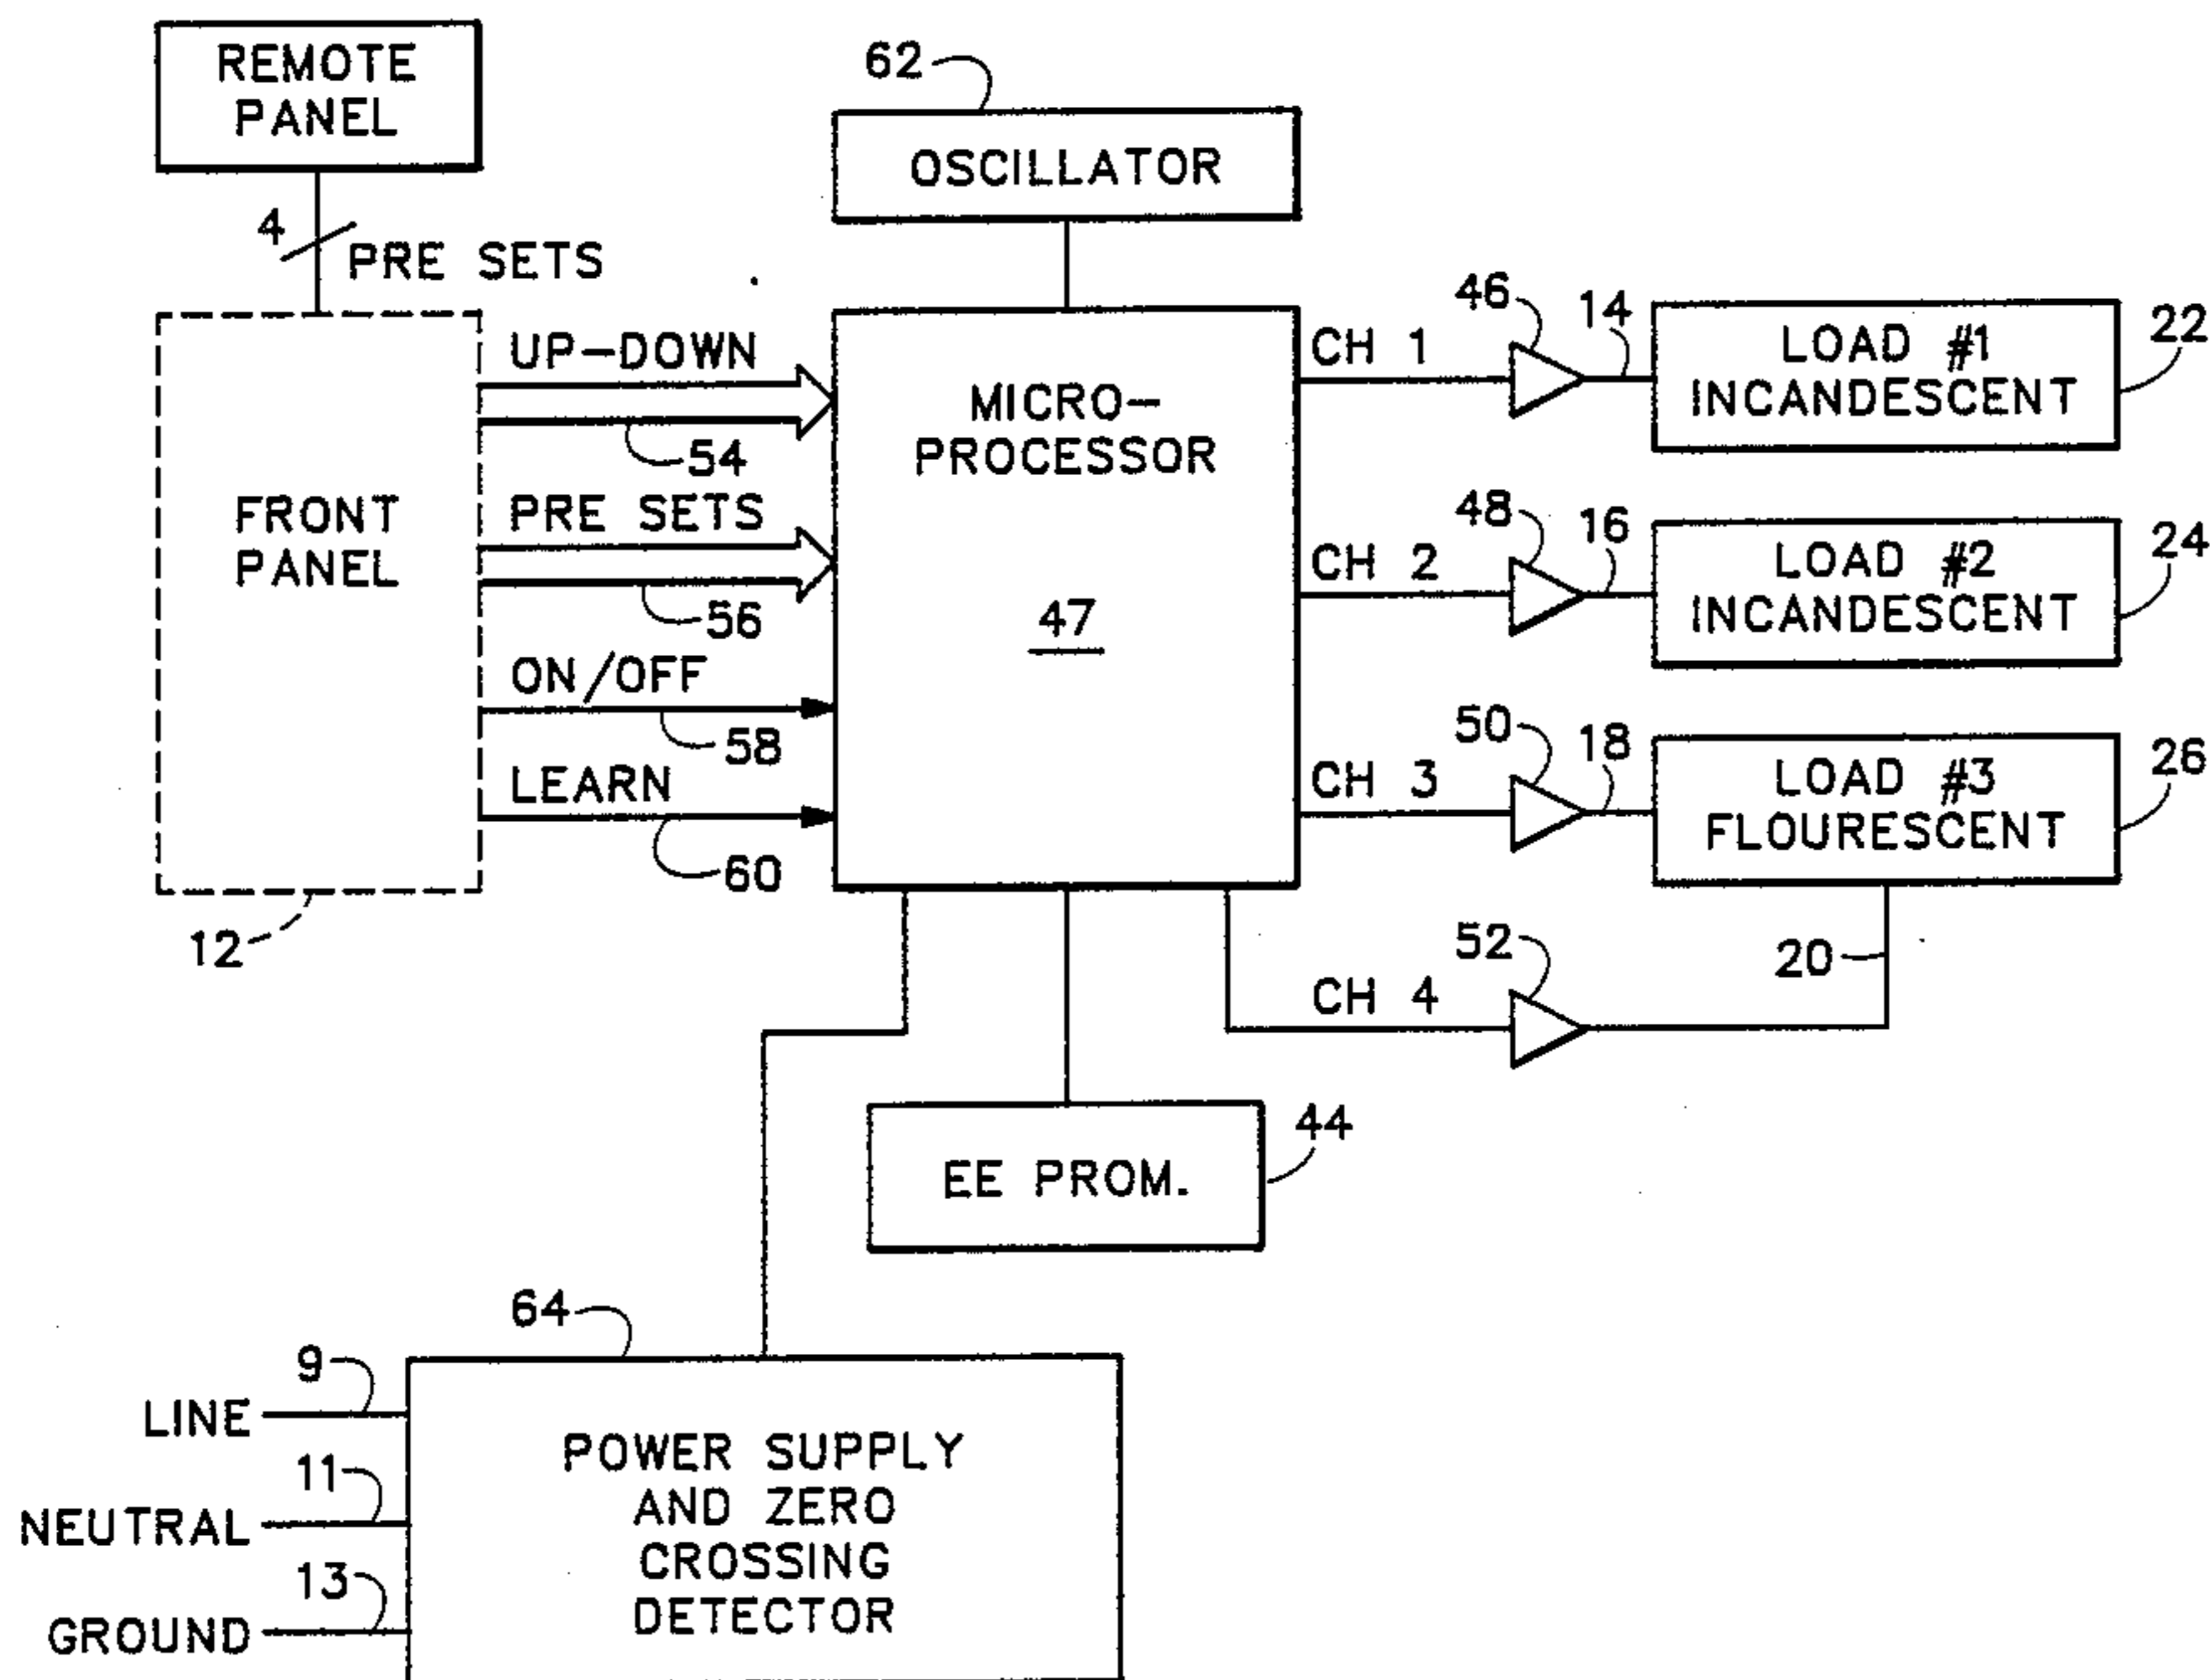 REMOTE
PANEL
4
PRE SETS
62
OSCILLATOR
UP-DOWN
54
PRE SETS
56
ON/OFF
58
LEARN
60
FRONT
PANEL
12
MICRO-
PROCESSOR
47
CH 1
46
14
LOAD #1
INCANDESCENT
22
CH 2
48
16
LOAD #2
INCANDESCENT
24
CH 3
50
18
LOAD #3
FLOURESCENT
26
CH 4
52
20
EE PROM.
44
64
LINE
9
NEUTRAL
11
GROUND
13
POWER SUPPLY
AND ZERO
CROSSING
DETECTOR